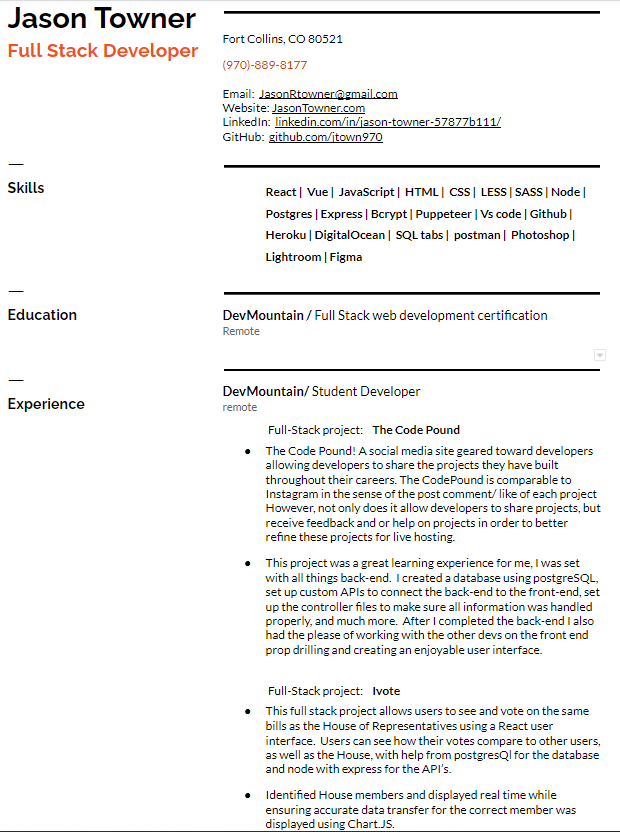 Jason Towner
Full Stack Developer
Fort Collins, CO 80521
(970)-889-8177
Email: JasonRtowner@gmail.com
Website: JasonTowner.com
LinkedIn: linkedin.com/in/jason-towner-57877b111/
GitHub: github.com/jtown970
Skills
React | Vue | JavaScript | HTML | CSS | LESS | SASS | Node |
Postgres | Express | Bcrypt | Puppeteer | Vs code | Github |
Heroku | DigitalOcean | SQL tabs | postman | Photoshop |
Lightroom | Figma
Education
DevMountain / Full Stack web development certification
Remote
Experience
DevMountain/ Student Developer
remote
Full-Stack project: The Code Pound
● The Code Pound! A social media site geared toward developers
allowing developers to share the projects they have built
throughout their careers. The CodePound is comparable to
Instagram in the sense of the post comment/ like of each project
However, not only does it allow developers to share projects, but
receive feedback and or help on projects in order to better
refine these projects for live hosting.
● This project was a great learning experience for me, I was set
with all things back-end. I created a database using postgreSQL,
set up custom APIs to connect the back-end to the front-end, set
up the controller files to make sure all information was handled
properly, and much more. After I completed the back-end I also
had the please of working with the other devs on the front end
prop drilling and creating an enjoyable user interface.
Full-Stack project: Ivote
● This full stack project allows users to see and vote on the same
bills as the House of Representatives using a React user
interface. Users can see how their votes compare to other users,
as well as the House, with help from postgresQl for the database
and node with express for the API's.
● Identified House members and displayed real time while
ensuring accurate data transfer for the correct member was
displayed using Chart.JS.